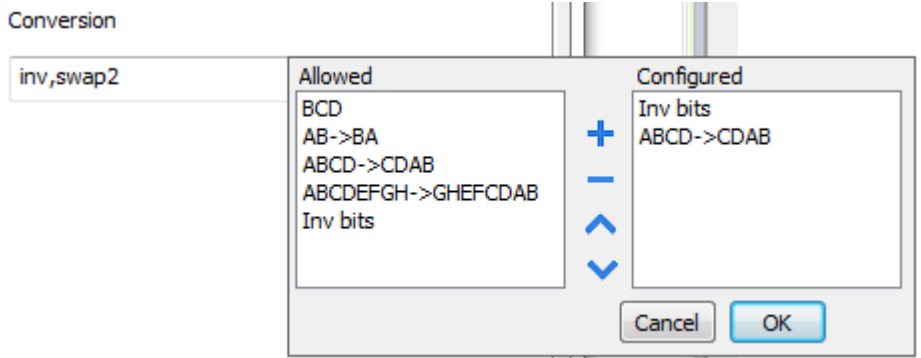 Conversion
inv,swap2
Allowed
BCD
AB->BA
ABCD->CDAB
ABCDEFGH->GHEFCDAB
Inv bits
Configured
Inv bits
ABCD->CDAB
Cancel
OK